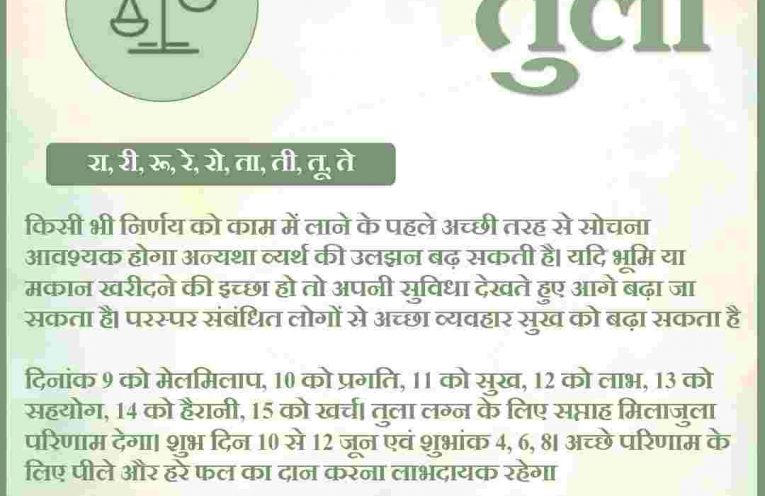 तुला
रा, री, रू, रे, रो, ता, ती, तू, ते
किसी भी निर्णय को काम में लाने के पहले अच्छी तरह से सोचना
आवश्यक होगा अन्यथा व्यर्थ की उलझन बढ़ सकती है। यदि भूमि या
मकान खरीदने की इच्छा हो तो अपनी सुविधा देखते हुए आगे बढ़ा जा
सकता है। परस्पर संबंधित लोगों से अच्छा व्यवहार सुख को बढ़ा सकता है
दिनांक 9 को मेलमिलाप, 10 को प्रगति, 11 को सुख, 12 को लाभ, 13 को
सहयोग, 14 को हैरानी, 15 को खर्च। तुला लग्न के लिए सप्ताह मिलाजुला
परिणाम देगा। शुभ दिन 10 से 12 जून एवं शुभांक 4, 6, 8। अच्छे परिणाम के
लिए पीले और हरे फल का दान करना लाभदायक रहेगा